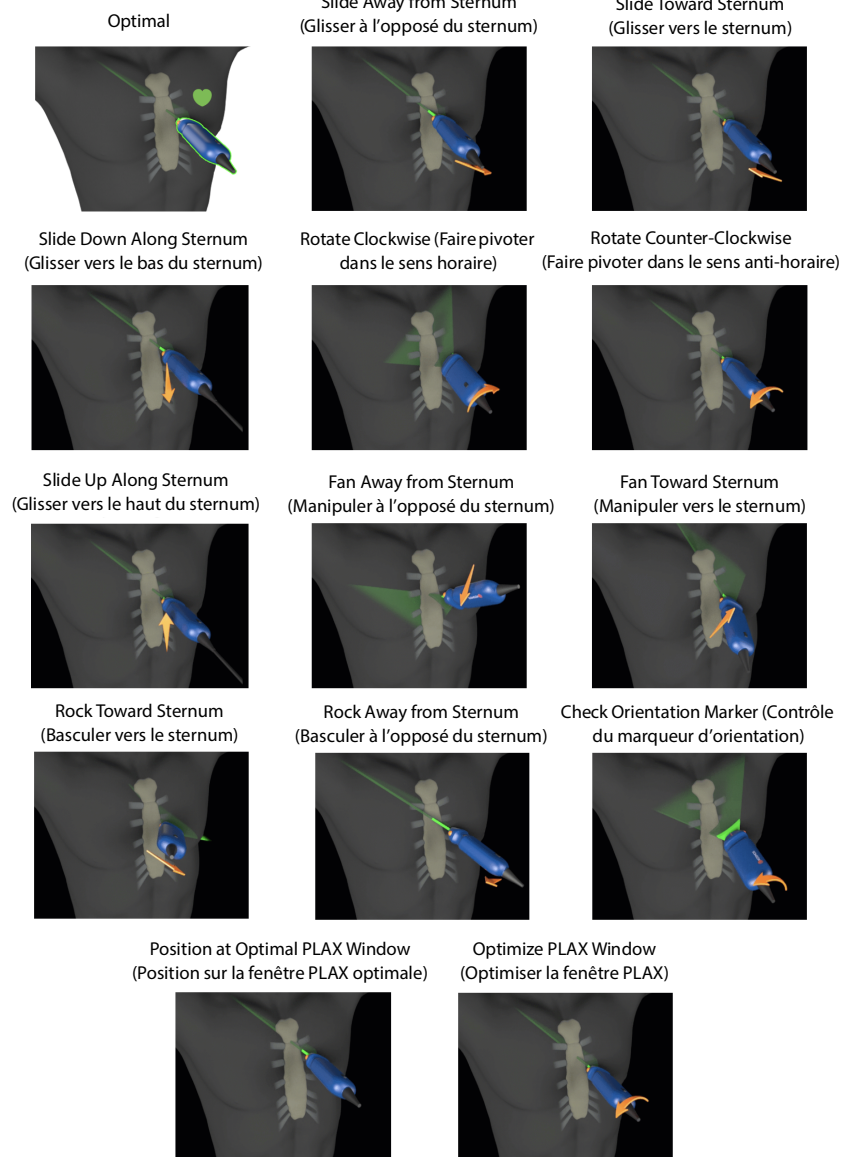 Optimal
Slide Away from Sternum
(Glisser à l’opposé du sternum)
Slide Toward Sternum
(Glisser vers le sternum)
Slide Down Along Sternum
(Glisser vers le bas du sternum)
Rotate Clockwise (Faire pivoter
dans le sens horaire)
Rotate Counter-Clockwise
(Faire pivoter dans le sens anti-horaire)
Slide Up Along Sternum
(Glisser vers le haut du sternum)
Fan Away from Sternum
(Manipuler à l’opposé du sternum)
Fan Toward Sternum
(Manipuler vers le sternum)
Rock Toward Sternum
(Basculer vers le sternum)
Rock Away from Sternum
(Basculer à l’opposé du sternum)
Check Orientation Marker (Contrôle
du marqueur d’orientation)
Position at Optimal PLAX Window
(Position sur la fenêtre PLAX optimale)
Optimize PLAX Window
(Optimiser la fenêtre PLAX)